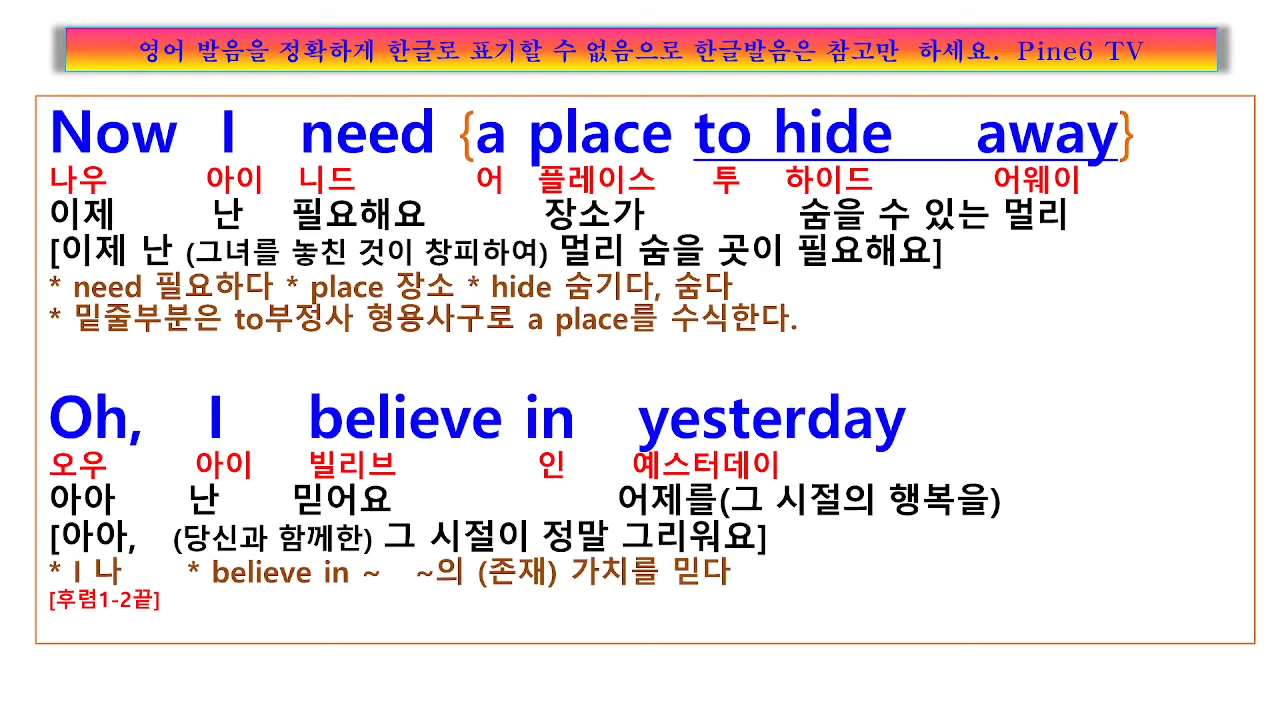 영어 발음을 정확하게 한글로 표기할 수 없음으로 한글발음은 참고만 하세요. Pine6 TV
Now I need {a place to hide away}
나우 아이 니드 어 플레이스 투 하이드 어웨이
이제 난 필요해요 장소가 숨을 수 있는 멀리
[이제 난 (그녀를 놓친 것이 창피하여) 멀리 숨을 곳이 필요해요]
* need 필요하다 * place 장소 * hide 숨기다, 숨다
* 밑줄부분은 to부정사 형용사구로 a place를 수식한다.
Oh, I believe in yesterday
오우 아이 빌리브 인 예스터데이
아아 난 믿어요 어제를(그 시절의 행복을)
[아아, (당신과 함께한) 그 시절이 정말 그리워요]
* I 나 * believe in ~ ~의 (존재) 가치를 믿다
[후렴1-2끝]